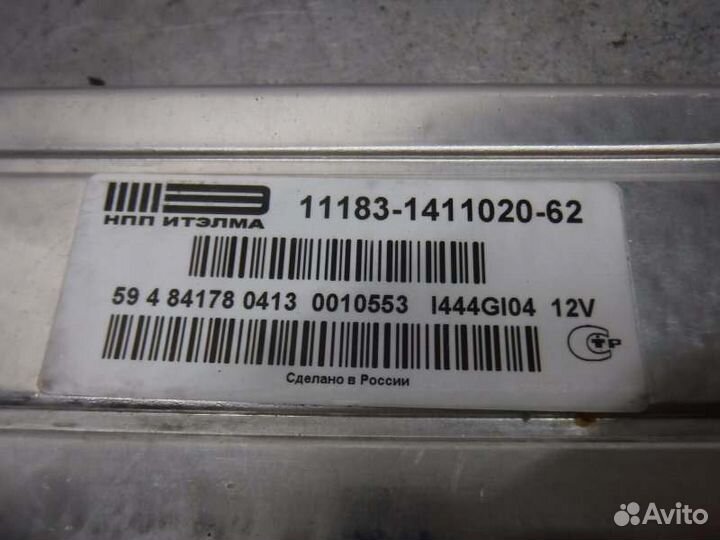 НПП ИТЭЛМА
11183-1411020-62
59 4 84178 0413 0010553 I444GI04 12V
Сделано в России
Avito